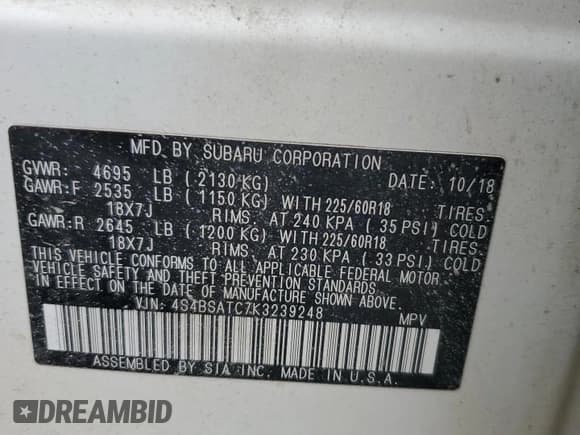 MFD BY SUBARU CORPORATION
GVWR: 4695 LB ( 2130 KG) DATE: 10/18
GAWR:F 2535 LB ( 1150 KG) WITH 225/60R18 TIRES.
18X7J RIMS. AT 240 KPA ( 35 PSI) COLD
GAWR:R 2645 LB ( 1200 KG) WITH 225/60R18 TIRES.
18X7J RIMS. AT 230 KPA ( 33 PSI) COLD
THIS VEHICLE CONFORMS TO ALL APPLICABLE FEDERAL MOTOR
VEHICLE SAFETY AND THEFT PREVENTION STANDARDS
IN EFFECT ON THE DATE OF MANUFACTURE SHOWN ABOVE.
V.I.N: 4S4BSATC7K3239248 MPV
ASSEMBLED BY SIA INC. MADE IN U.S.A.
DREAMBID